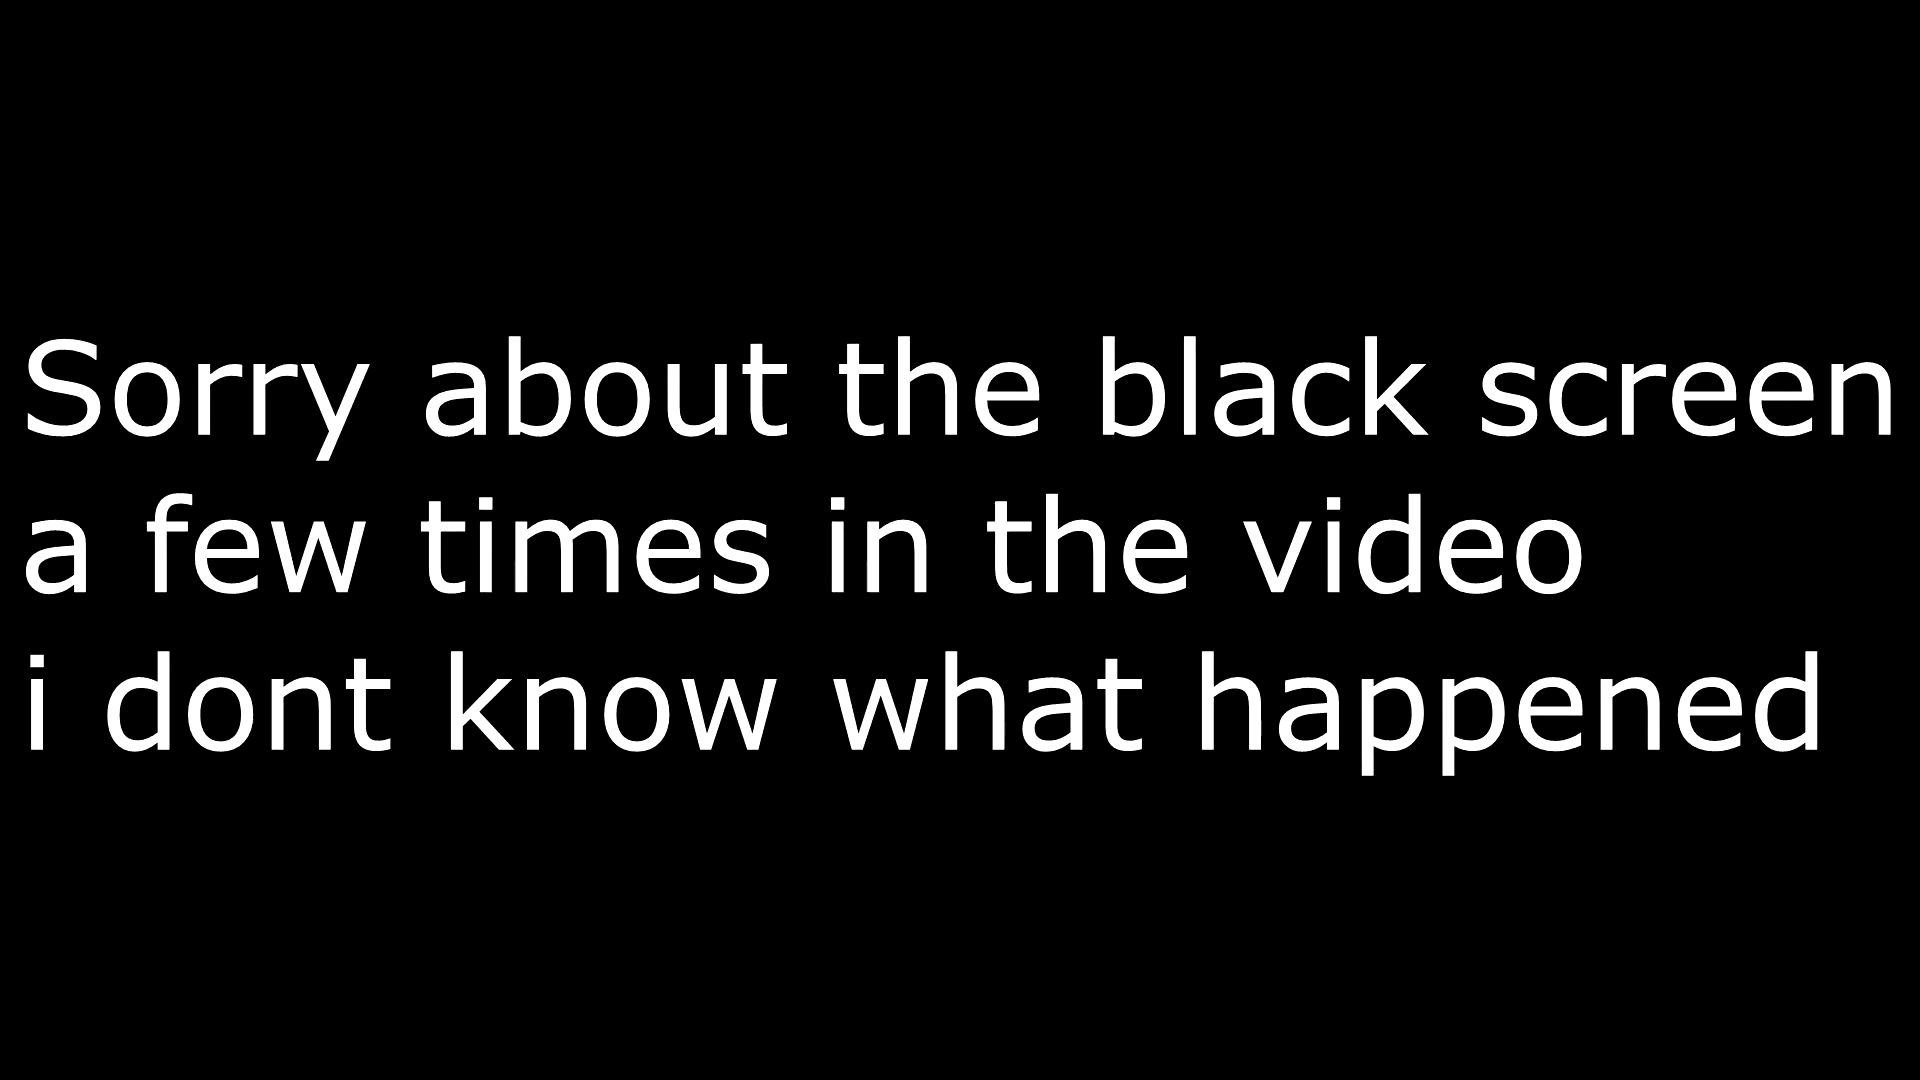 Sorry about the black screen
a few times in the video
i dont know what happened